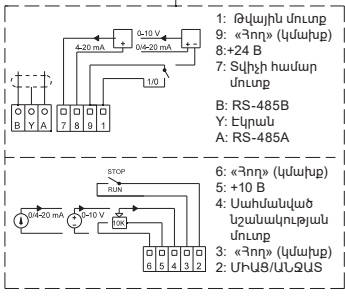 0-10 V
4-20 mA
0/4-20 mA
+
+ -
1/0
B Y A
7 8 9 1
1: Թվային մուտք
9: «Հող» (կմախք)
8:+24 В
7: Տվիչի համար
մուտք
B: RS-485B
Y: Էկրան
A: RS-485A
STOP
RUN
0/4-20 mA
0-10 V
10K
6 5 4 3 2
6: «Հող» (կմախք)
5: +10 В
4: Սահմանված
նշանակության
մուտք
3: «Հող» (կմախք)
2: ՄԻԱՑ/ԱՆՋԱՏ